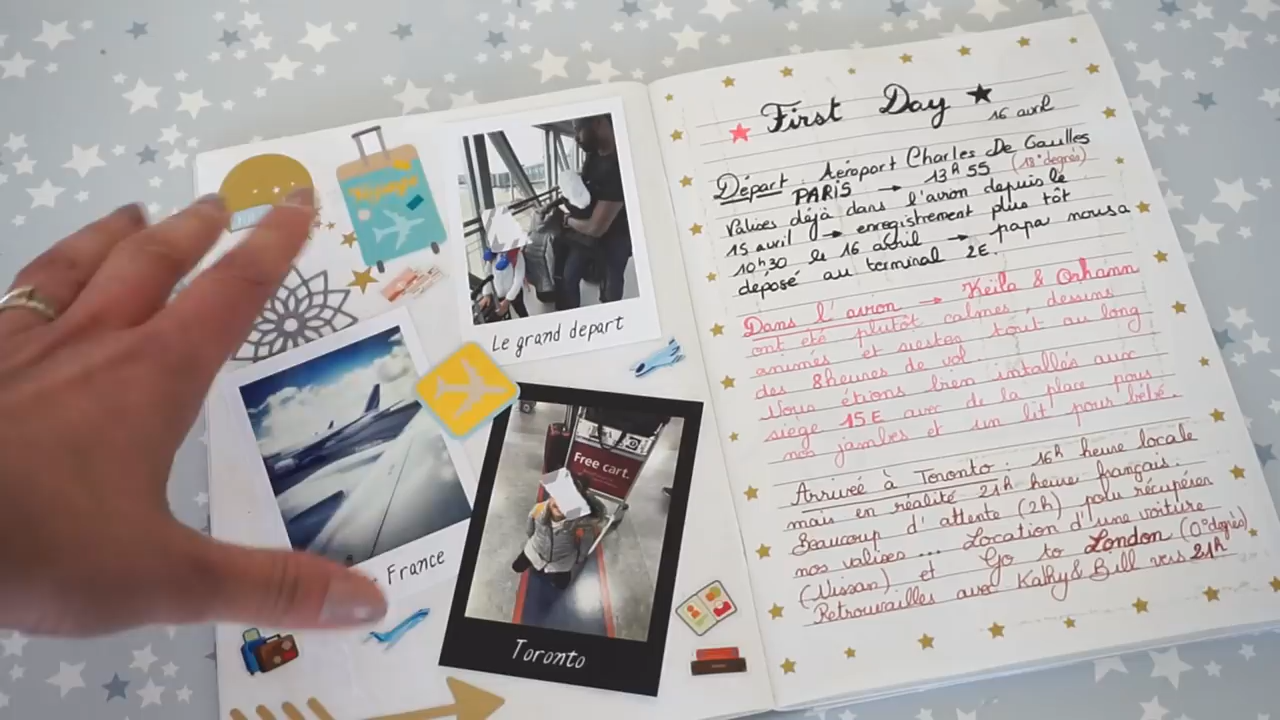 Voyage
Le grand depart
France
Free cart.
Toronto
First Day
16 avril
Départ : Aéroport Charles De Gaulles
PARIS → 13h55 (18°degrés)
Valises déjà dans l'avion depuis le
15 avril → enregistrement plus tôt
10h30 le 16 avril → papa nous a
déposé au terminal 2E.
Dans l'avion → Keïla & Orhann
ont été plutôt calmes, dessins
animés et siestes tout au long
des 8heures de vol.
Nous étions bien installés aux
siege 15E avec de la place pour
nos jambes et un lit pour bébé.
Arrivée à Toronto : 16h heure locale
mais en réalité 21h heure français.
Beaucoup d'attente (2h) pour récupérer
nos valises... Location d'une voiture
(Nissan) et Go to London (0°degrés)
Retrouvailles avec Kathy & Bill vers 21h